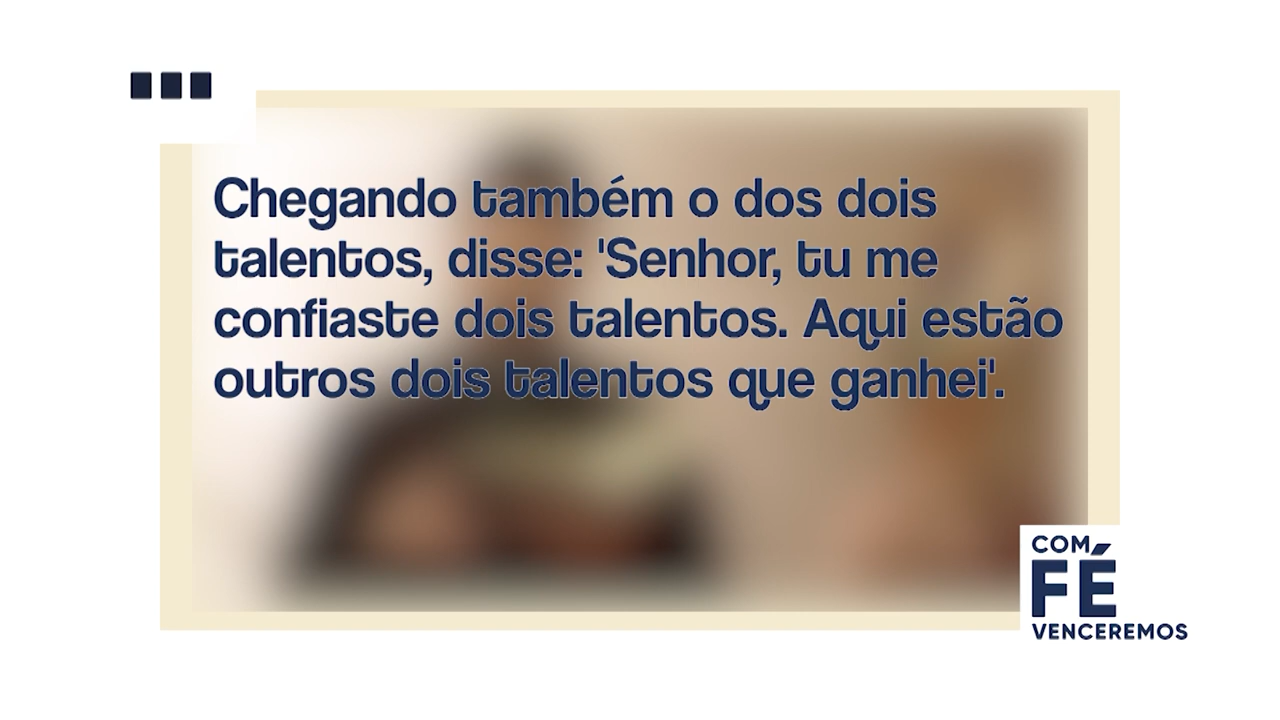 Chegando também o dos dois
talentos, disse: 'Senhor, tu me
confiaste dois talentos. Aqui estão
outros dois talentos que ganhei'.
COM
FÉ
VENCEREMOS